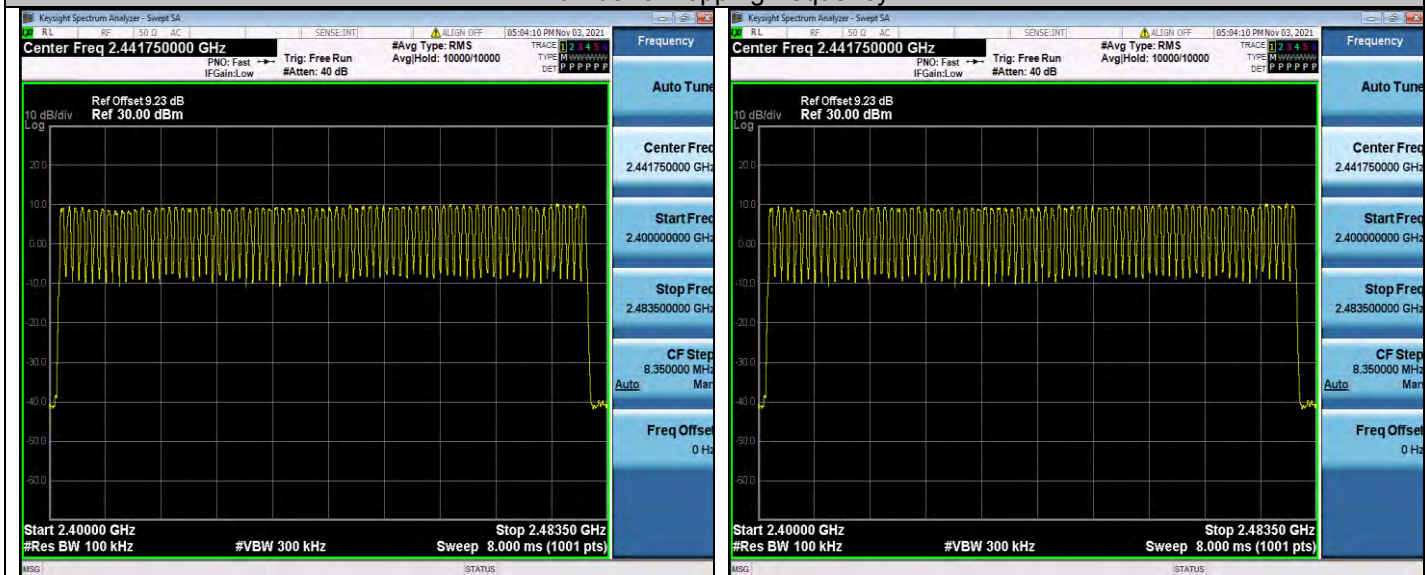 Keysight Spectrum Analyzer - Swept SA
RL RF 50 Ω AC SENSE:INT ALIGN OFF 05:04:10 PM Nov 03, 2021
Center Freq 2.441750000 GHz
PNO: Fast
IFGain:Low
Trig: Free Run
#Atten: 40 dB
#Avg Type: RMS
Avg|Hold: 10000/10000
TRACE 1 2 3 4 5 6
TYPE M WWWWW
DET P P P P P P
Ref Offset 9.23 dB
10 dB/div Ref 30.00 dBm
Log
20.0
10.0
0.00
-10.0
-20.0
-30.0
-40.0
-50.0
-60.0
Start 2.40000 GHz Stop 2.48350 GHz
#Res BW 100 kHz #VBW 300 kHz Sweep 8.000 ms (1001 pts)
MSG STATUS
Frequency
Auto Tune
Center Freq
2.441750000 GHz
Start Freq
2.400000000 GHz
Stop Freq
2.483500000 GHz
CF Step
8.350000 MHz
Auto Man
Freq Offset
0 Hz
Keysight Spectrum Analyzer - Swept SA
RL RF 50 Ω AC SENSE:INT ALIGN OFF 05:04:10 PM Nov 03, 2021
Center Freq 2.441750000 GHz
PNO: Fast
IFGain:Low
Trig: Free Run
#Atten: 40 dB
#Avg Type: RMS
Avg|Hold: 10000/10000
TRACE 1 2 3 4 5 6
TYPE M WWWWW
DET P P P P P P
Ref Offset 9.23 dB
10 dB/div Ref 30.00 dBm
Log
20.0
10.0
0.00
-10.0
-20.0
-30.0
-40.0
-50.0
-60.0
Start 2.40000 GHz Stop 2.48350 GHz
#Res BW 100 kHz #VBW 300 kHz Sweep 8.000 ms (1001 pts)
MSG STATUS
Frequency
Auto Tune
Center Freq
2.441750000 GHz
Start Freq
2.400000000 GHz
Stop Freq
2.483500000 GHz
CF Step
8.350000 MHz
Auto Man
Freq Offset
0 Hz